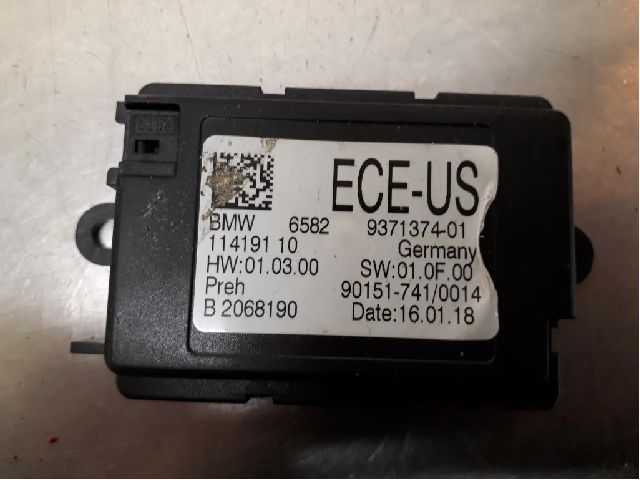 ECE-US
BMW 6582 9371374-01
114191 10 Germany
HW:01.03.00 SW:01.0F.00
Preh 90151-741/0014
B 2068190 Date:16.01.18